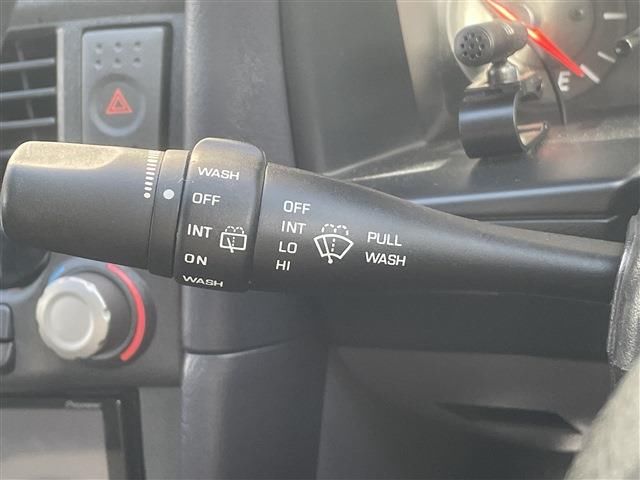 WASH
OFF
INT
ON
WASH
OFF
INT
LO
HI
PULL
WASH
E